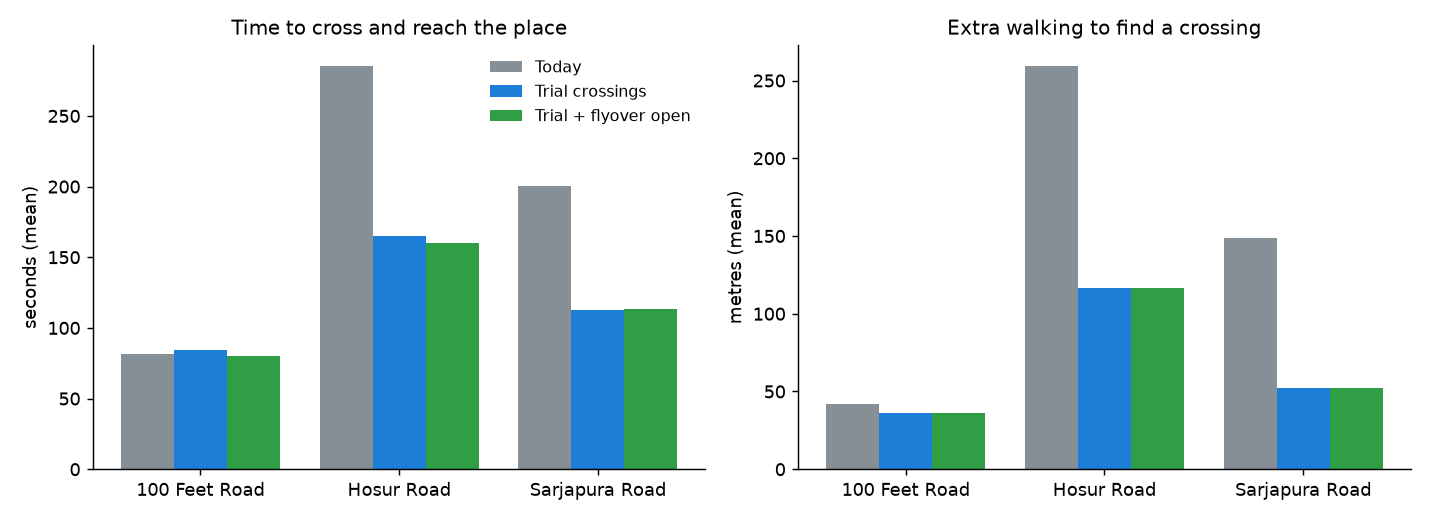 Time to cross and reach the place
seconds (mean)
250
200
150
100
50
0
Today
Trial crossings
Trial + flyover open
100 Feet Road
Hosur Road
Sarjapura Road
Extra walking to find a crossing
metres (mean)
250
200
150
100
50
0
100 Feet Road
Hosur Road
Sarjapura Road